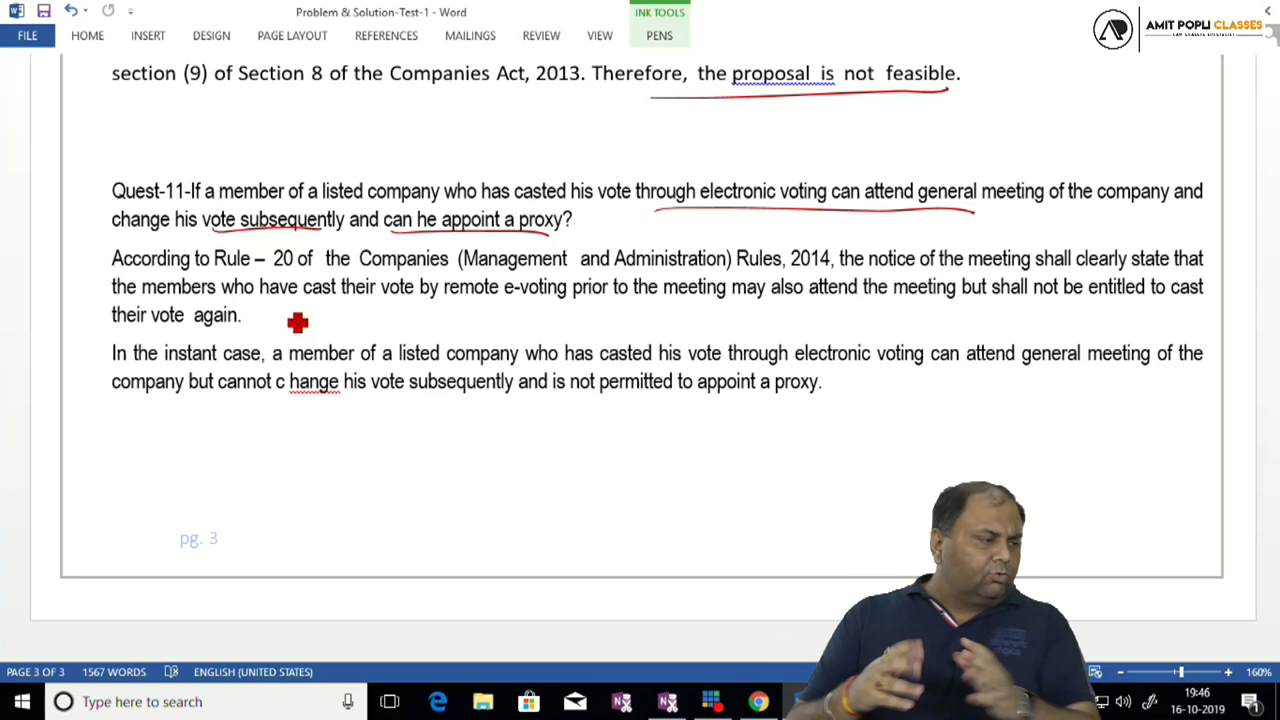 Problem & Solution-Test-1 - Word
INK TOOLS
FILE HOME INSERT DESIGN PAGE LAYOUT REFERENCES MAILINGS REVIEW VIEW PENS
AMIT POPLI CLASSES
section (9) of Section 8 of the Companies Act, 2013. Therefore, the proposal is not feasible.
Quest-11-If a member of a listed company who has casted his vote through electronic voting can attend general meeting of the company and
change his vote subsequently and can he appoint a proxy?
According to Rule – 20 of the Companies (Management and Administration) Rules, 2014, the notice of the meeting shall clearly state that
the members who have cast their vote by remote e-voting prior to the meeting may also attend the meeting but shall not be entitled to cast
their vote again.
In the instant case, a member of a listed company who has casted his vote through electronic voting can attend general meeting of the
company but cannot c hange his vote subsequently and is not permitted to appoint a proxy.
pg. 3
PAGE 3 OF 3 1567 WORDS ENGLISH (UNITED STATES) 160%
Type here to search
19:46
16-10-2019